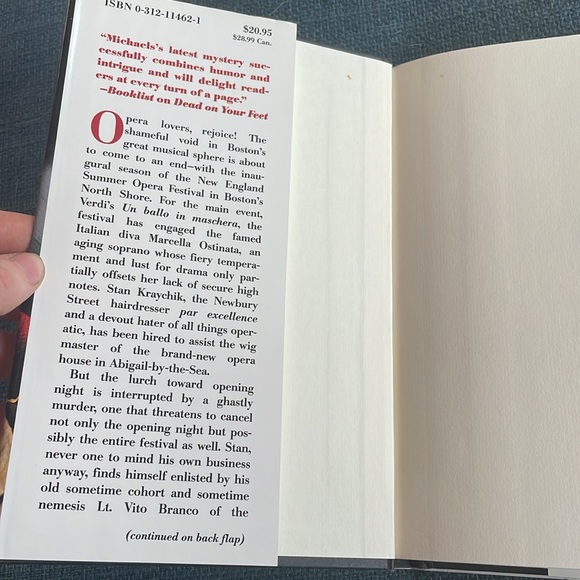 ISBN 0-312-11462-1
$20.95
$28.99 Can.
“Michaels’s latest mystery suc-
cessfully combines humor and
intrigue and will delight read-
ers at every turn of a page.”
—Booklist on Dead on Your Feet
Opera lovers, rejoice! The
shameful void in Boston’s
great musical sphere is about
to come to an end—with the inau-
gural season of the New England
Summer Opera Festival in Boston’s
North Shore. For the main event,
Verdi’s Un ballo in maschera, the
festival has engaged the famed
Italian diva Marcella Ostinata, an
aging soprano whose fiery tempera-
ment and lust for drama only par-
tially offsets her lack of secure high
notes. Stan Kraychik, the Newbury
Street hairdresser par excellence
and a devout hater of all things oper-
atic, has been hired to assist the wig
master of the brand-new opera
house in Abigail-by-the-Sea.
But the lurch toward opening
night is interrupted by a ghastly
murder, one that threatens to cancel
not only the opening night but pos-
sibly the entire festival as well. Stan,
never one to mind his own business
anyway, finds himself enlisted by his
old sometime cohort and sometime
nemesis Lt. Vito Branco of the
(continued on back flap)